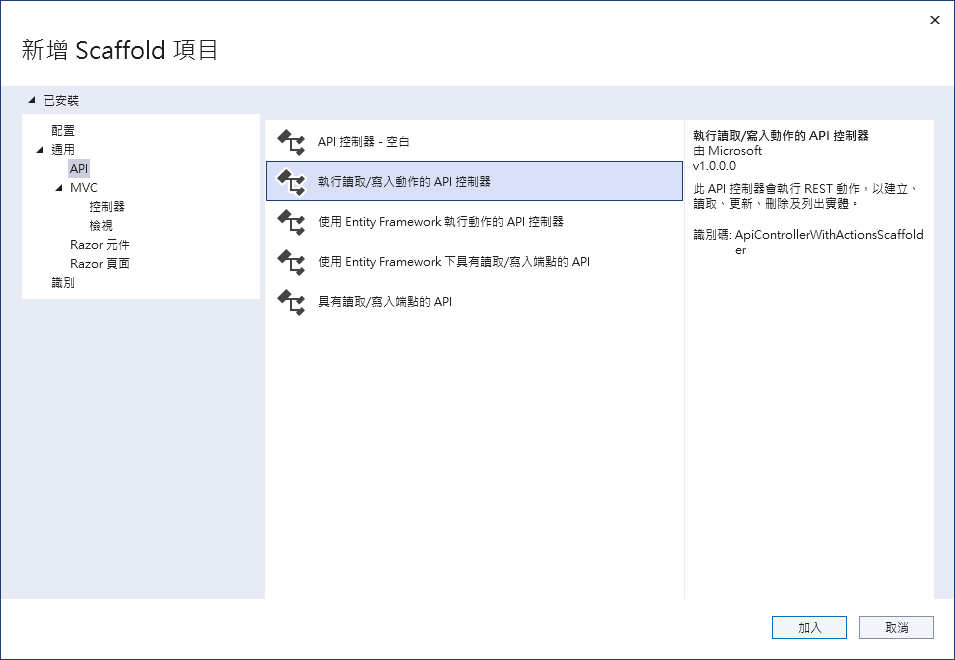 新增 Scaffold 項目
已安裝
配置
通用
API
MVC
控制器
檢視
Razor 元件
Razor 頁面
識別
API 控制器 - 空白
執行讀取/寫入動作的 API 控制器
使用 Entity Framework 執行動作的 API 控制器
使用 Entity Framework 下具有讀取/寫入端點的 API
具有讀取/寫入端點的 API
執行讀取/寫入動作的 API 控制器
由 Microsoft
v1.0.0.0
此 API 控制器會執行 REST 動作，以建立、
讀取、更新、刪除及列出實體。
識別碼: ApiControllerWithActionsScaffold
er
加入
取消